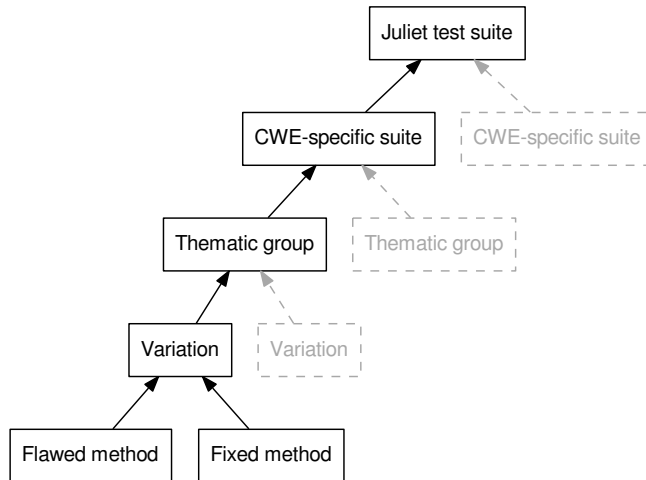 Juliet test suite
CWE-specific suite
CWE-specific suite
Thematic group
Thematic group
Variation
Variation
Flawed method
Fixed method